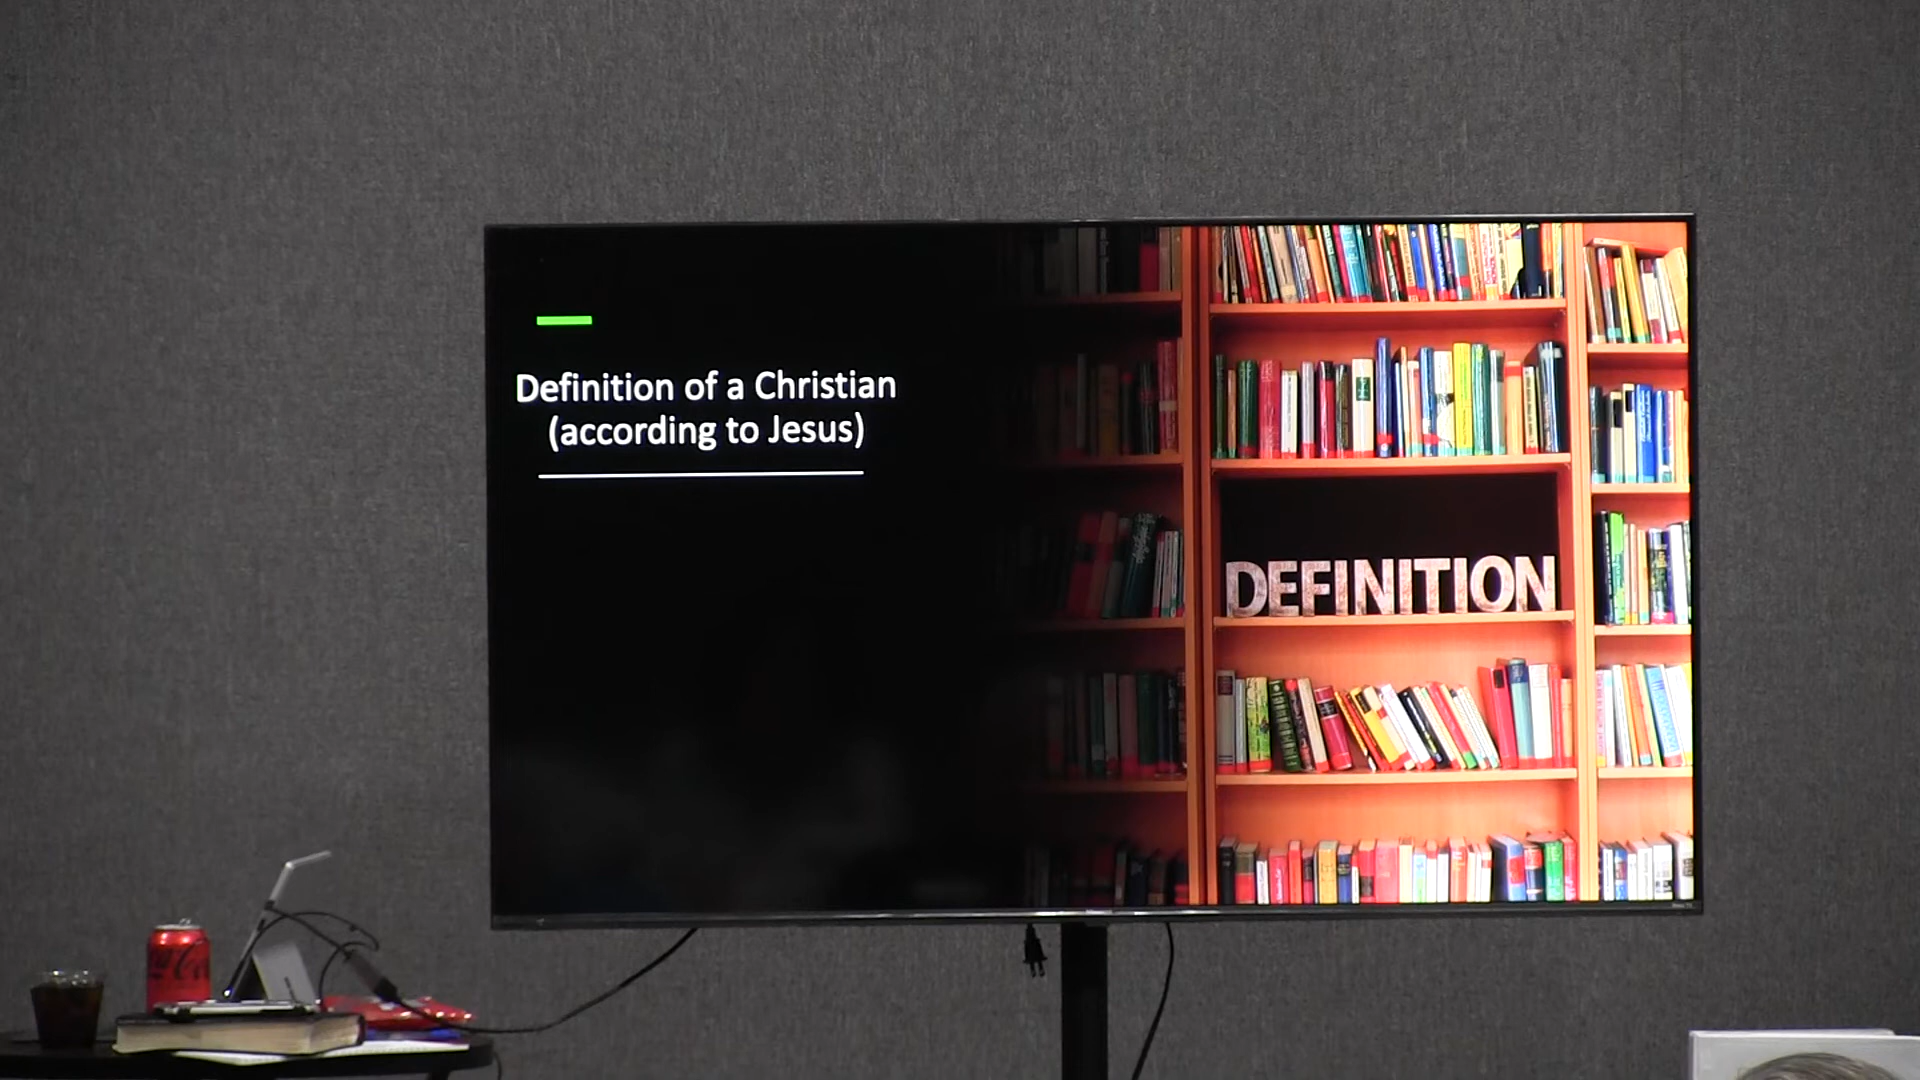 Definition of a Christian
(according to Jesus)
DEFINITION